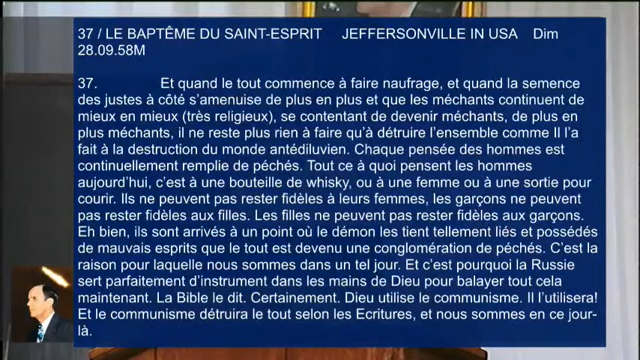 37 / LE BAPTÊME DU SAINT-ESPRIT JEFFERSONVILLE IN USA Dim
28.09.58M
37. Et quand le tout commence à faire naufrage, et quand la semence
des justes à côté s’amenuise de plus en plus et que les méchants continuent de
mieux en mieux (très religieux), se contentant de devenir méchants, de plus en
plus méchants, il ne reste plus rien à faire qu’à détruire l’ensemble comme Il l’a
fait à la destruction du monde antédiluvien. Chaque pensée des hommes est
continuellement remplie de péchés. Tout ce à quoi pensent les hommes
aujourd’hui, c’est à une bouteille de whisky, ou à une femme ou à une sortie pour
courir. Ils ne peuvent pas rester fidèles à leurs femmes, les garçons ne peuvent
pas rester fidèles aux filles. Les filles ne peuvent pas rester fidèles aux garçons.
Eh bien, ils sont arrivés à un point où le démon les tient tellement liés et possédés
de mauvais esprits que le tout est devenu une conglomération de péchés. C’est la
raison pour laquelle nous sommes dans un tel jour. Et c’est pourquoi la Russie
sert parfaitement d’instrument dans les mains de Dieu pour balayer tout cela
maintenant. La Bible le dit. Certainement. Dieu utilise le communisme. Il l’utilisera!
Et le communisme détruira le tout selon les Ecritures, et nous sommes en ce jour-
là.